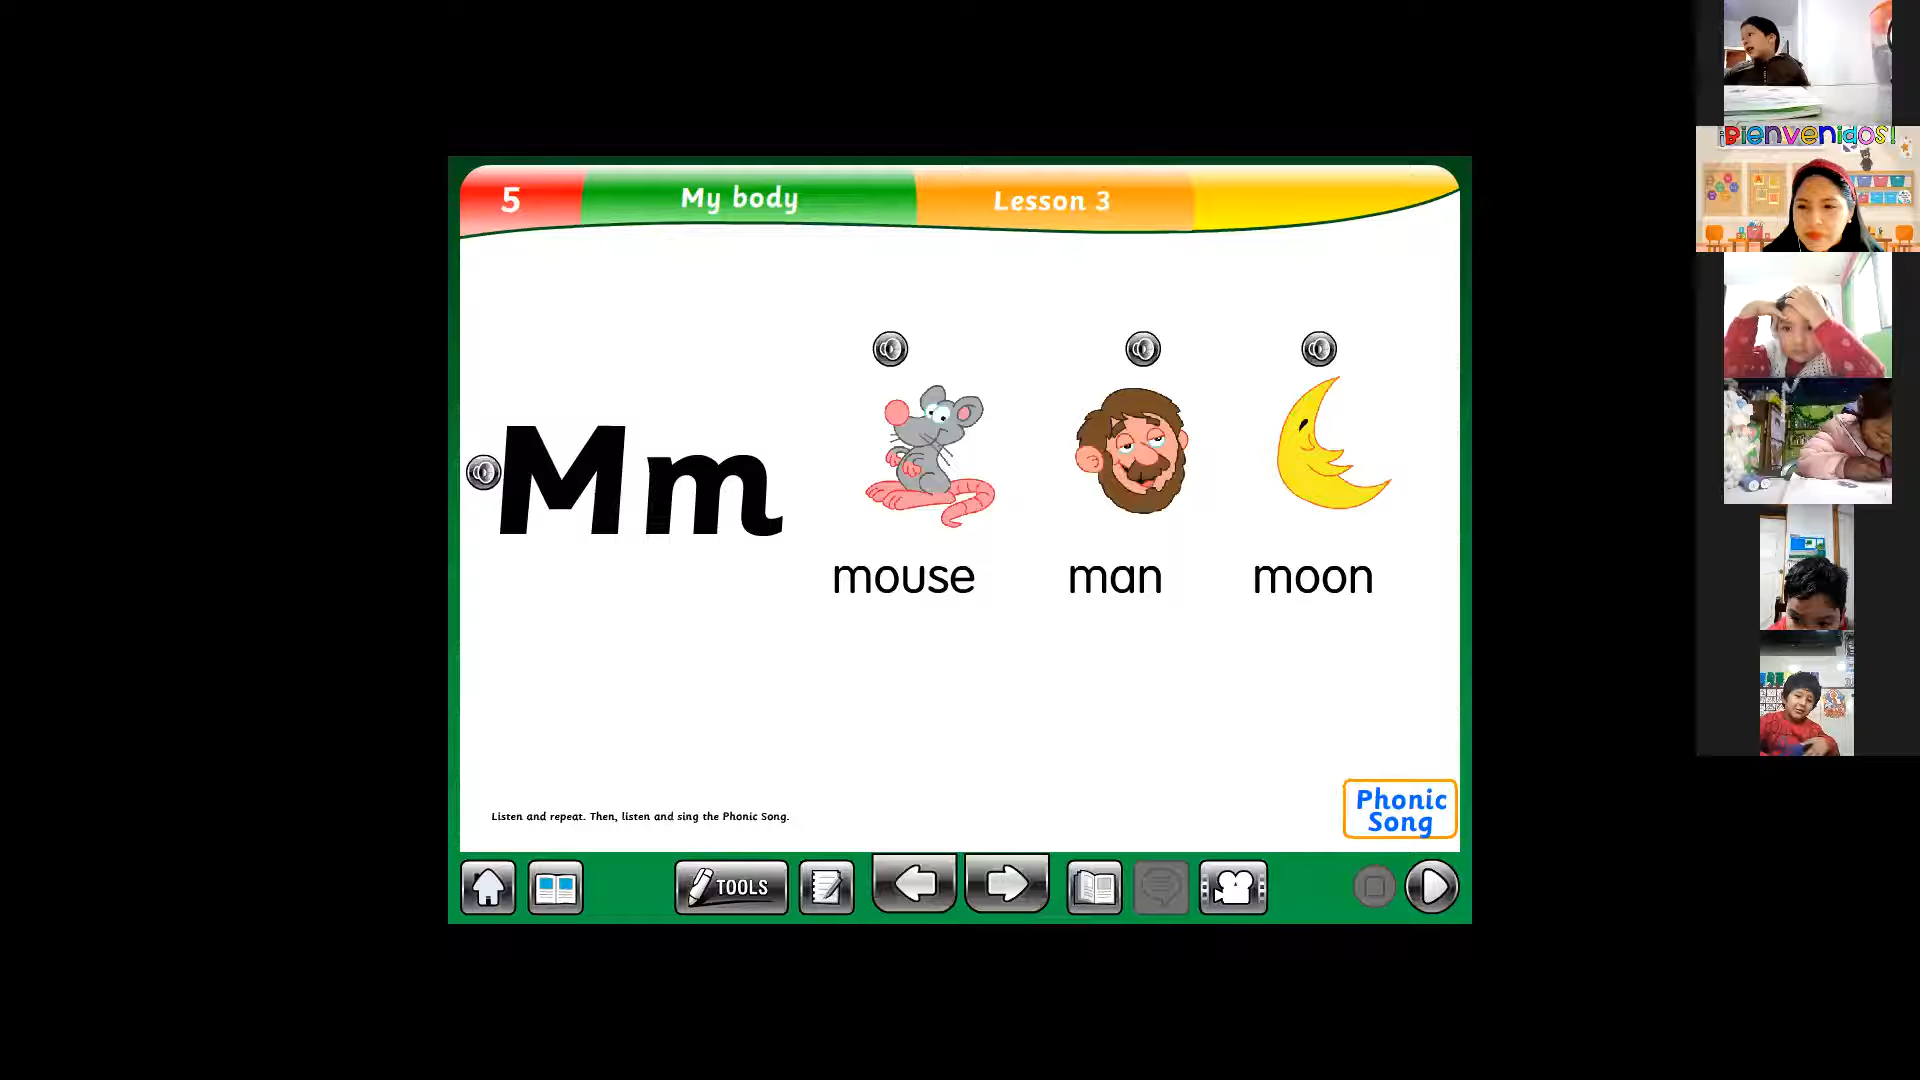 5 My body Lesson 3
¡Bienvenidos!
Mm
mouse man moon
Listen and repeat. Then, listen and sing the Phonic Song.
Phonic
Song
TOOLS